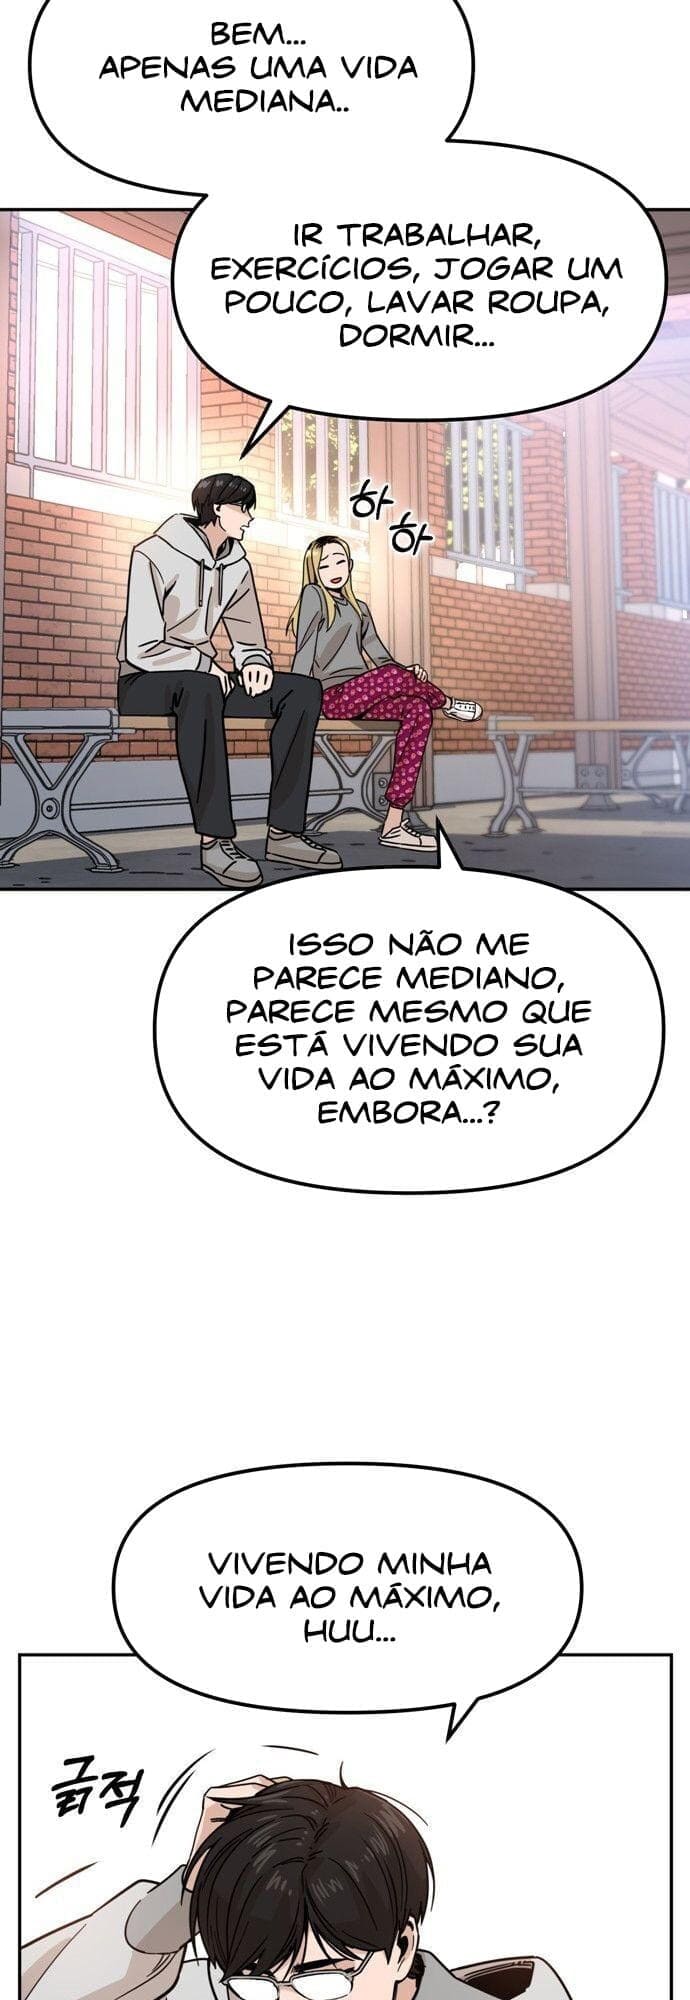 BEM...
APENAS UMA VIDA
MEDIANA..
IR TRABALHAR,
EXERCÍCIOS, JOGAR UM
POUCO, LAVAR ROUPA,
DORMIR...
하
하
ISSO NÃO ME
PARECE MEDIANO,
PARECE MESMO QUE
ESTÁ VIVENDO SUA
VIDA AO MÁXIMO,
EMBORA...?
VIVENDO MINHA
VIDA AO MÁXIMO,
HUU...
긁적